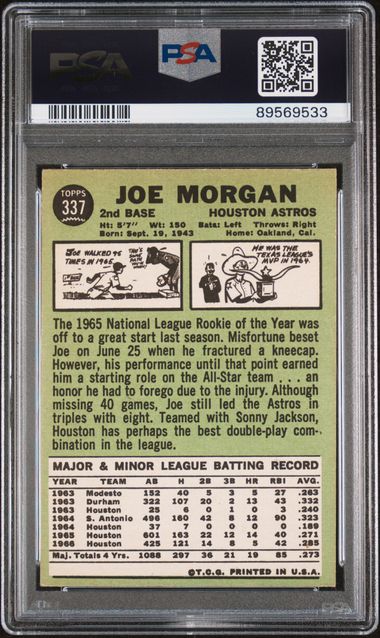 PSA
PSA
89569533
TOPPS
337
JOE MORGAN
2nd BASE HOUSTON ASTROS
Ht: 5'7" Wt: 150 Bats: Left Throws: Right
Born: Sept. 19, 1943 Home: Oakland, Cal.
JOE WALKED 96
TIMES IN 1965.
HE WAS THE
TEXAS LEAGUE'S
MVP IN 1964.
The 1965 National League Rookie of the Year was
off to a great start last season. Misfortune beset
Joe on June 25 when he fractured a kneecap.
However, his performance until that point earned
him a starting role on the All-Star team . . . an
honor he had to forego due to the injury. Although
missing 40 games, Joe still led the Astros in
triples with eight. Teamed with Sonny Jackson,
Houston has perhaps the best double-play com-
bination in the league.
MAJOR & MINOR LEAGUE BATTING RECORD
YEAR TEAM AB H 2B 3B HR RBI AVG.
1963 Modesto 152 40 5 3 5 27 .263
1963 Durham 322 107 20 2 13 43 .332
1963 Houston 25 6 0 1 0 3 .240
1964 S. Antonio 496 160 42 8 12 90 .323
1964 Houston 37 7 0 0 0 0 .189
1965 Houston 601 163 22 12 14 40 .271
1966 Houston 425 121 14 8 5 42 .285
Maj. Totals 4 Yrs. 1088 297 36 21 19 85 .273
©T.C.G. PRINTED IN U.S.A.